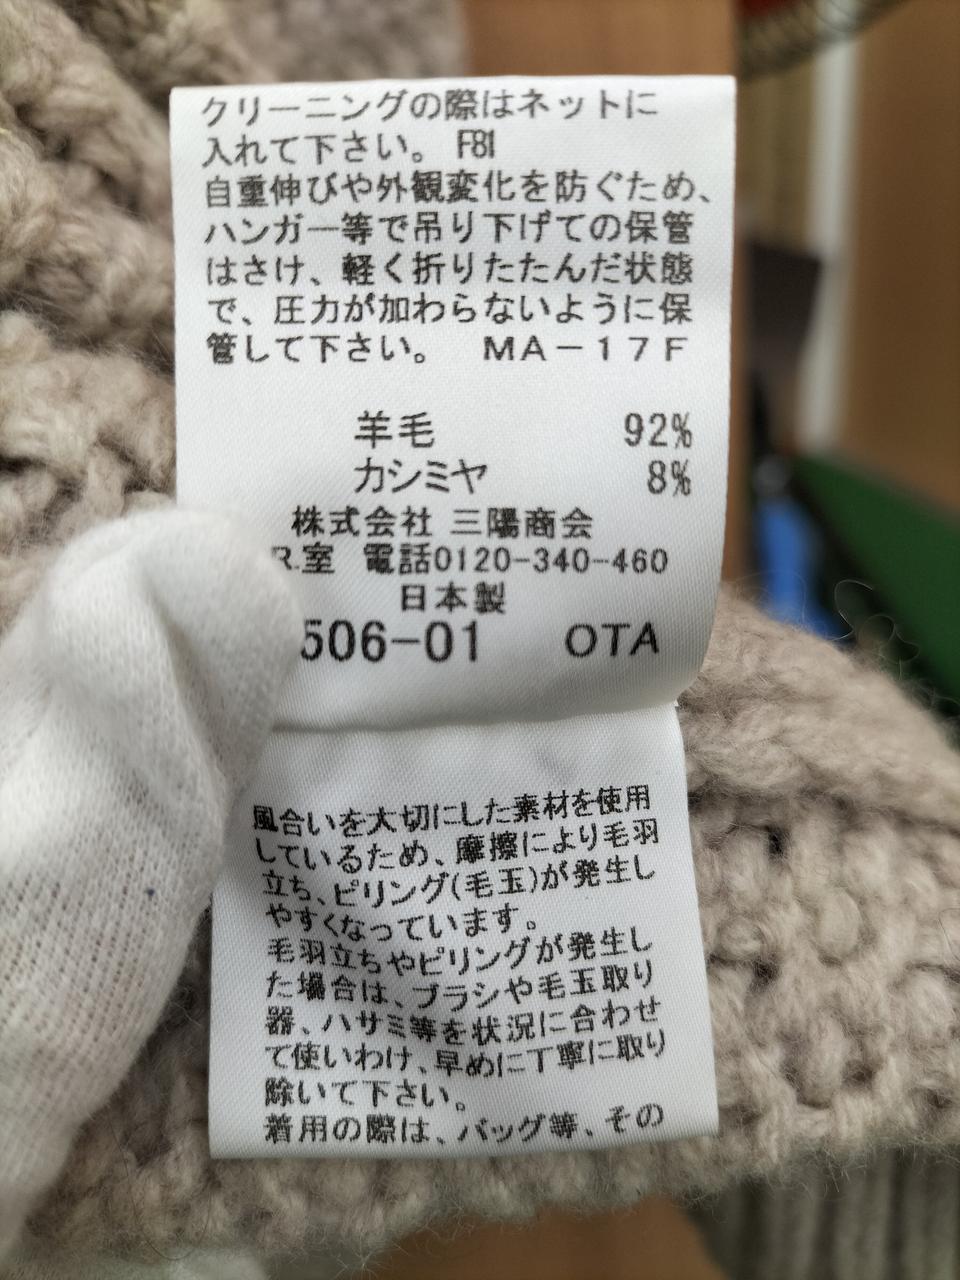 クリーニングの際はネットに
入れて下さい。 F8I
自重伸びや外観変化を防ぐため、
ハンガー等で吊り下げての保管
はさけ、軽く折りたたんだ状態
で、圧力が加わらないように保
管して下さい。 MA-17F
羊毛 92%
カシミヤ 8%
株式会社 三陽商会
R.室 電話0120-340-460
日本製
506-01 OTA
風合いを大切にした素材を使用
しているため、摩擦により毛羽
立ち、ピリング(毛玉)が発生し
やすくなっています。
毛羽立ちやピリングが発生し
た場合は、ブラシや毛玉取り
器、ハサミ等を状況に合わせ
て使いわけ、早めに丁寧に取り
除いて下さい。
着用の際は、バッグ等、その